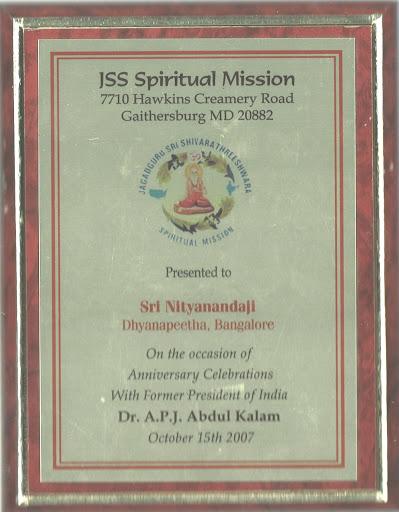 JSS Spiritual Mission
7710 Hawkins Creamery Road
Gaithersburg MD 20882
JAGADGURU SRI SHIVARATHREESHWARA
SPIRITUAL MISSION
Presented to
Sri Nityanandaji
Dhyanapeetha, Bangalore
On the occasion of
Anniversary Celebrations
With Former President of India
Dr. A.P.J. Abdul Kalam
October 15th 2007